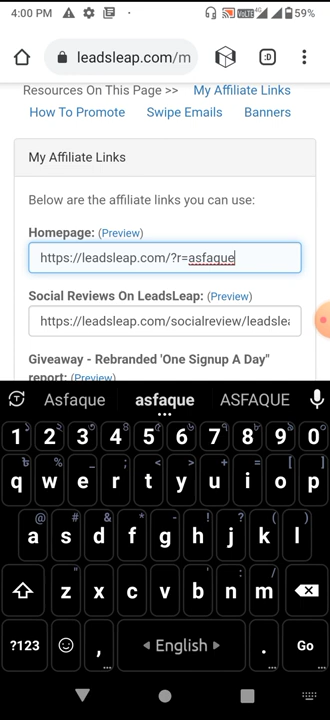 4:00 PM
VoLTE
59%
leadsleap.com/m
:D
Resources On This Page >> My Affiliate Links
How To Promote Swipe Emails Banners
My Affiliate Links
Below are the affiliate links you can use:
Homepage: (Preview)
https://leadsleap.com/?r=asfaque
Social Reviews On LeadsLeap: (Preview)
https://leadsleap.com/socialreview/leadslea
Giveaway - Rebranded 'One Signup A Day"
report: (Preview)
Asfaque asfaque ASFAQUE
1 2 3 4 5 6 7 8 9 0
q w e r t y u i o p
a s d f g h j k l
z x c v b n m
?123 , English . Go